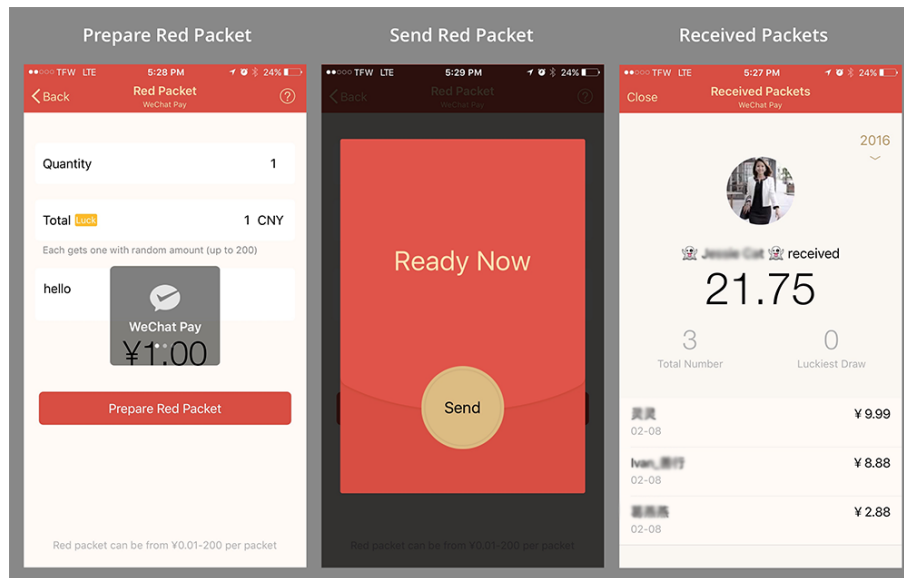 Prepare Red Packet
TFW LTE 5:28 PM 24%
Back Red Packet ?
WeChat Pay
Quantity 1
Total Luck 1 CNY
Each gets one with random amount (up to 200)
hello
WeChat Pay
¥1.00
Prepare Red Packet
Red packet can be from ¥0.01-200 per packet
Send Red Packet
TFW LTE 5:29 PM 24%
Back Red Packet ?
WeChat Pay
Ready Now
Send
Red packet can be from ¥0.01-200 per packet
Received Packets
TFW LTE 5:27 PM 24%
Close Received Packets
WeChat Pay
2016
received
21.75
3 0
Total Number Luckiest Draw
¥ 9.99
02-08
¥ 8.88
02-08
¥ 2.88
02-08